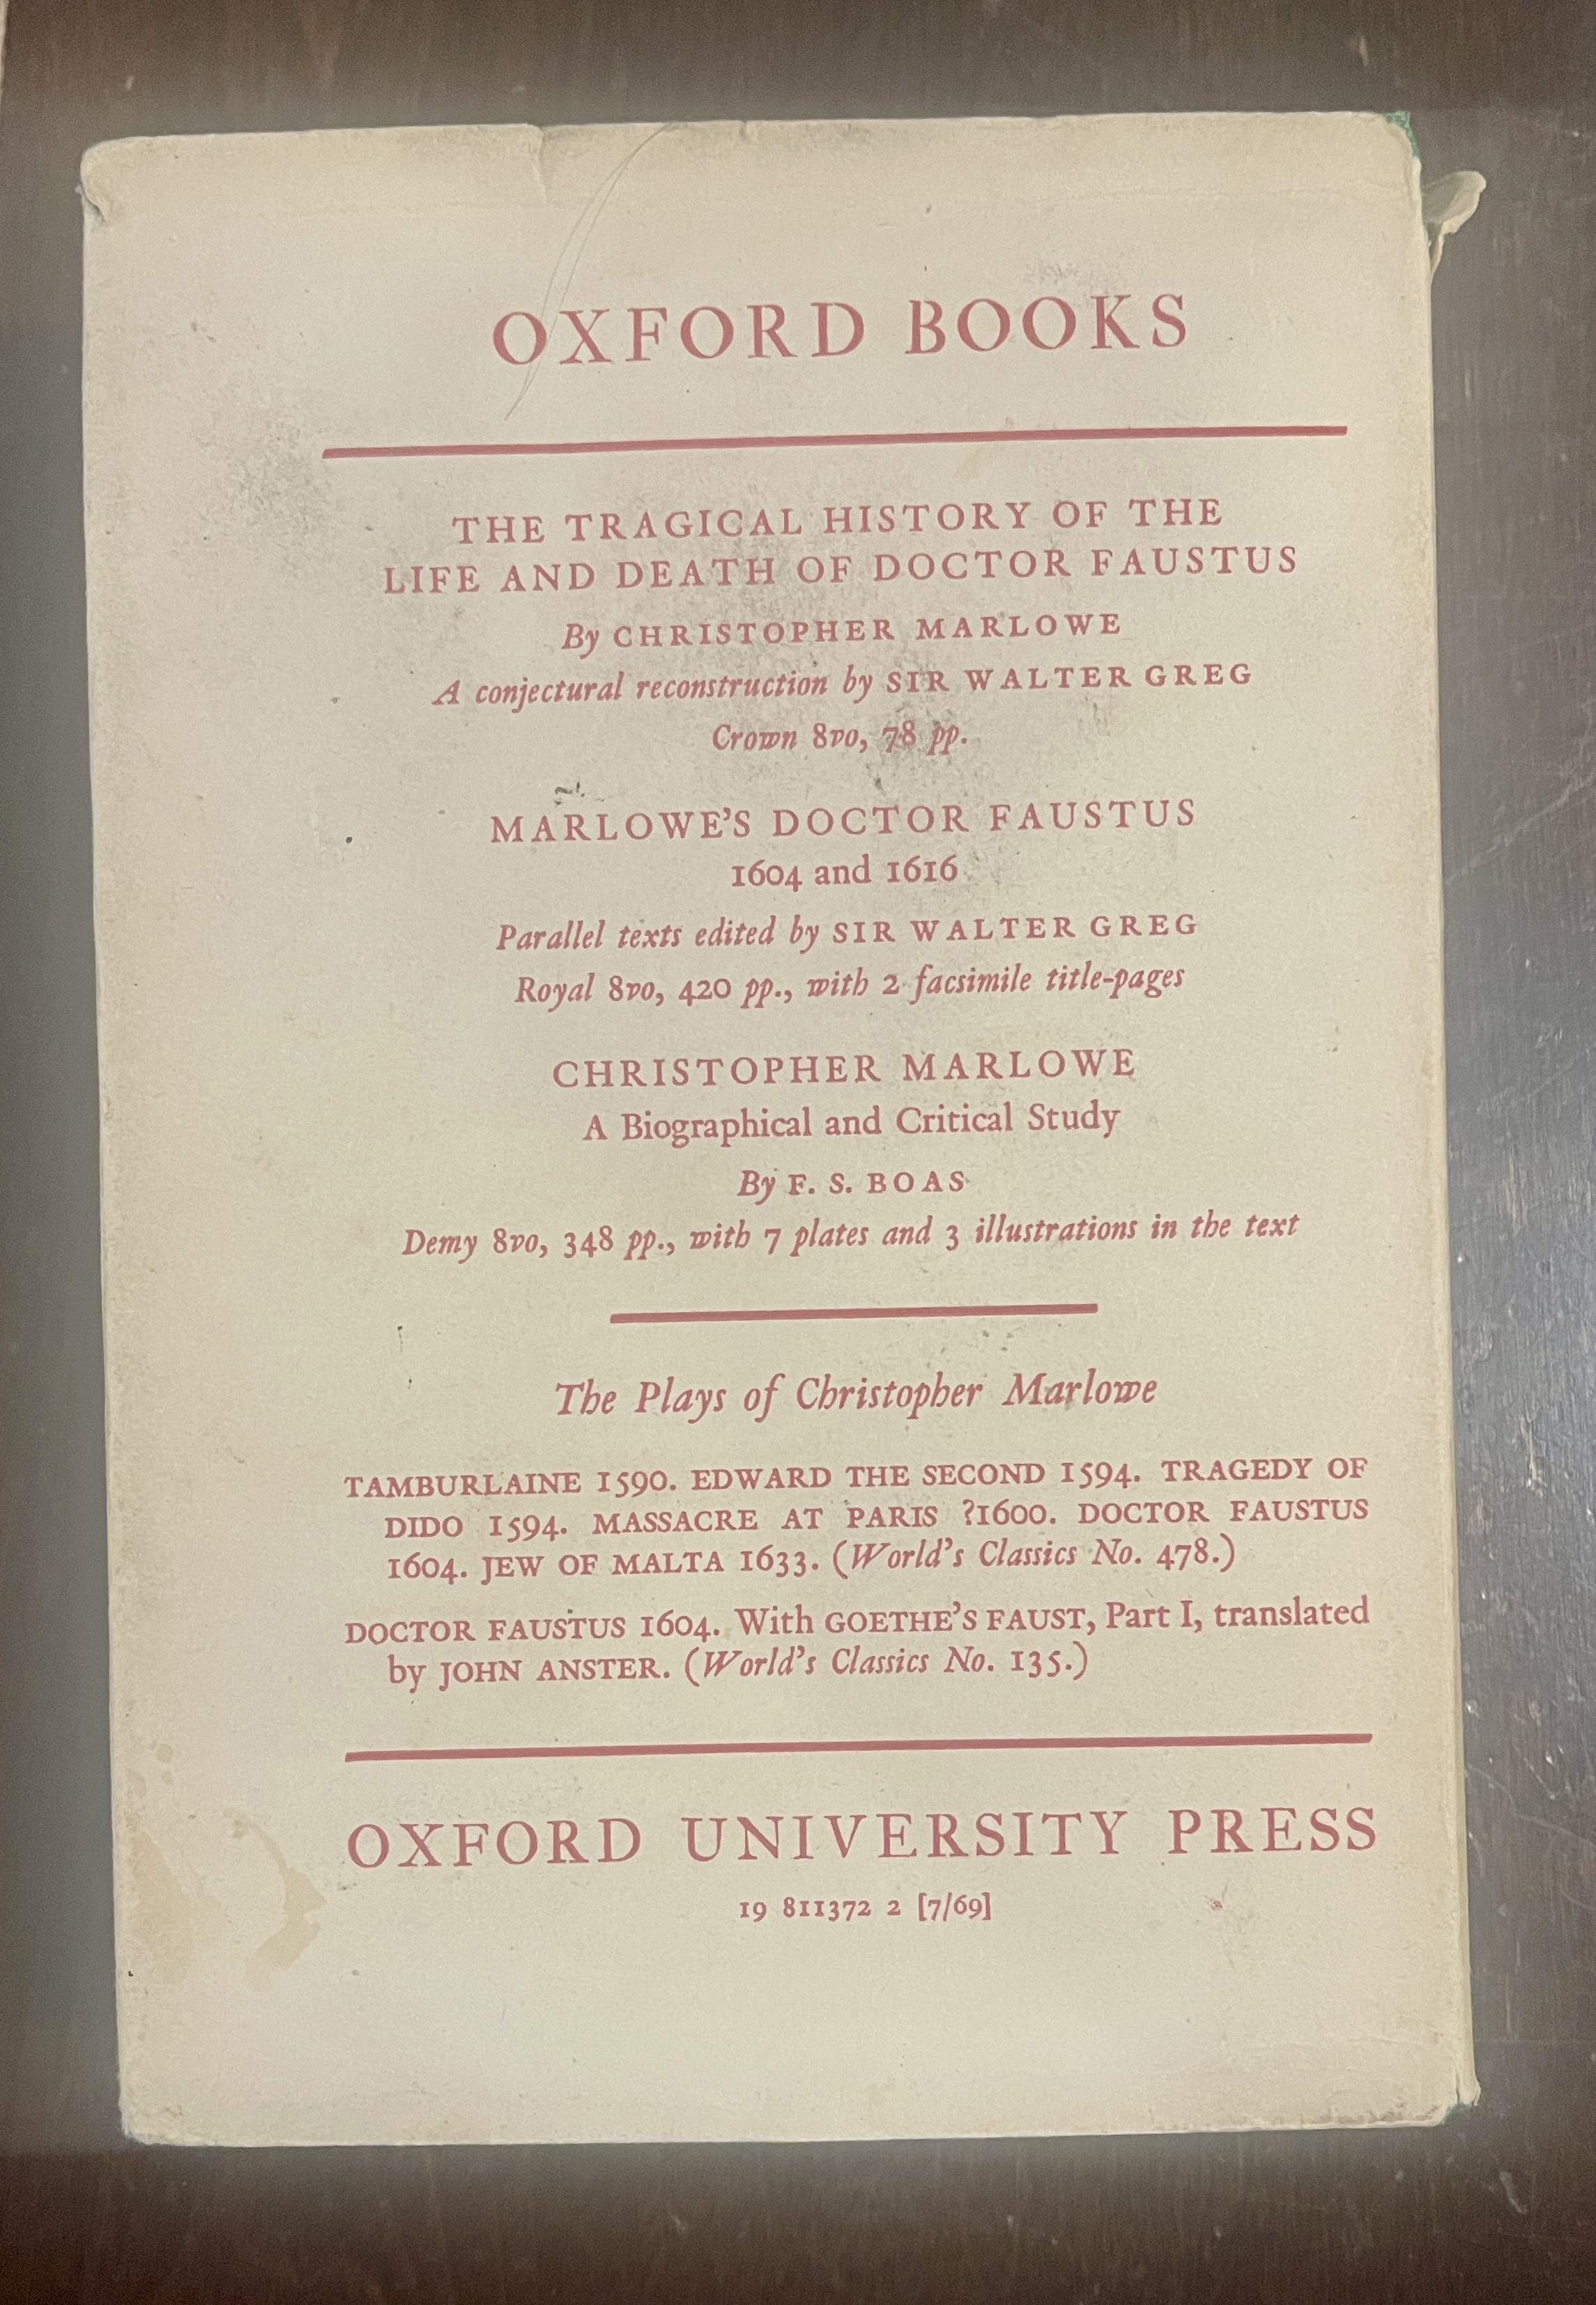 OXFORD BOOKS
THE TRAGICAL HISTORY OF THE
LIFE AND DEATH OF DOCTOR FAUSTUS
By CHRISTOPHER MARLOWE
A conjectural reconstruction by SIR WALTER GREG
Crown 8vo, 78 pp.
MARLOWE'S DOCTOR FAUSTUS
1604 and 1616
Parallel texts edited by SIR WALTER GREG
Royal 8vo, 420 pp., with 2 facsimile title-pages
CHRISTOPHER MARLOWE
A Biographical and Critical Study
By F. S. BOAS
Demy 8vo, 348 pp., with 7 plates and 3 illustrations in the text
The Plays of Christopher Marlowe
TAMBURLAINE 1590. EDWARD THE SECOND 1594. TRAGEDY OF
DIDO 1594. MASSACRE AT PARIS ?1600. DOCTOR FAUSTUS
1604. JEW OF MALTA 1633. (World's Classics No. 478.)
DOCTOR FAUSTUS 1604. With GOETHE'S FAUST, Part I, translated
by JOHN ANSTER. (World's Classics No. 135.)
OXFORD UNIVERSITY PRESS
19 811372 2 [7/69]